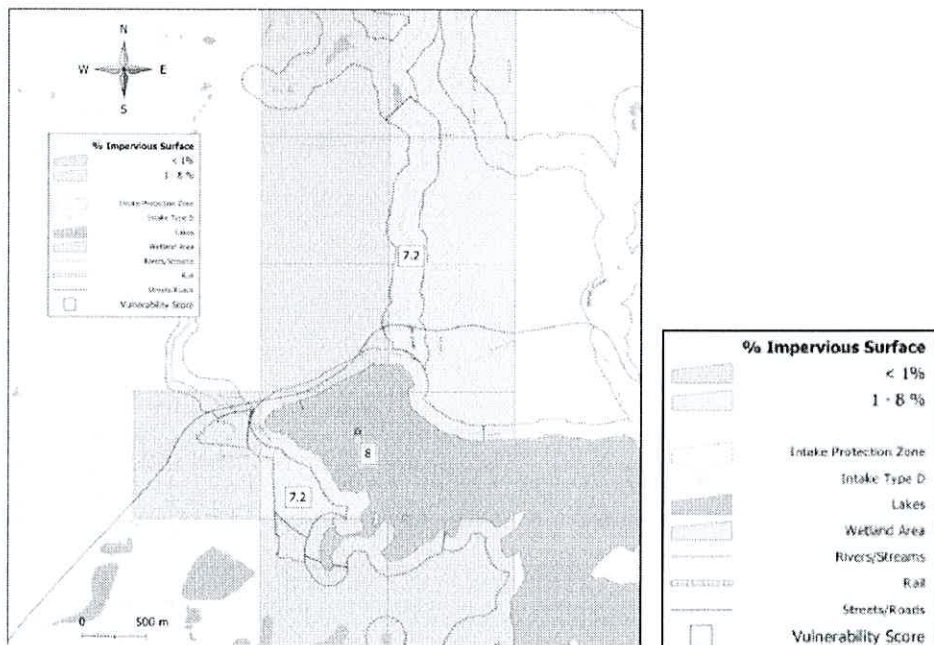 N
W E
S
% Impervious Surface
< 1%
1 - 8 %
Intake Protection Zone
Intake Type D
Lakes
Wetland Area
Rivers/Streams
Rail
Streets/Roads
Vulnerability Score
7.2
8
7.2
0 500 m
% Impervious Surface
< 1%
1 - 8 %
Intake Protection Zone
Intake Type D
Lakes
Wetland Area
Rivers/Streams
Rail
Streets/Roads
Vulnerability Score